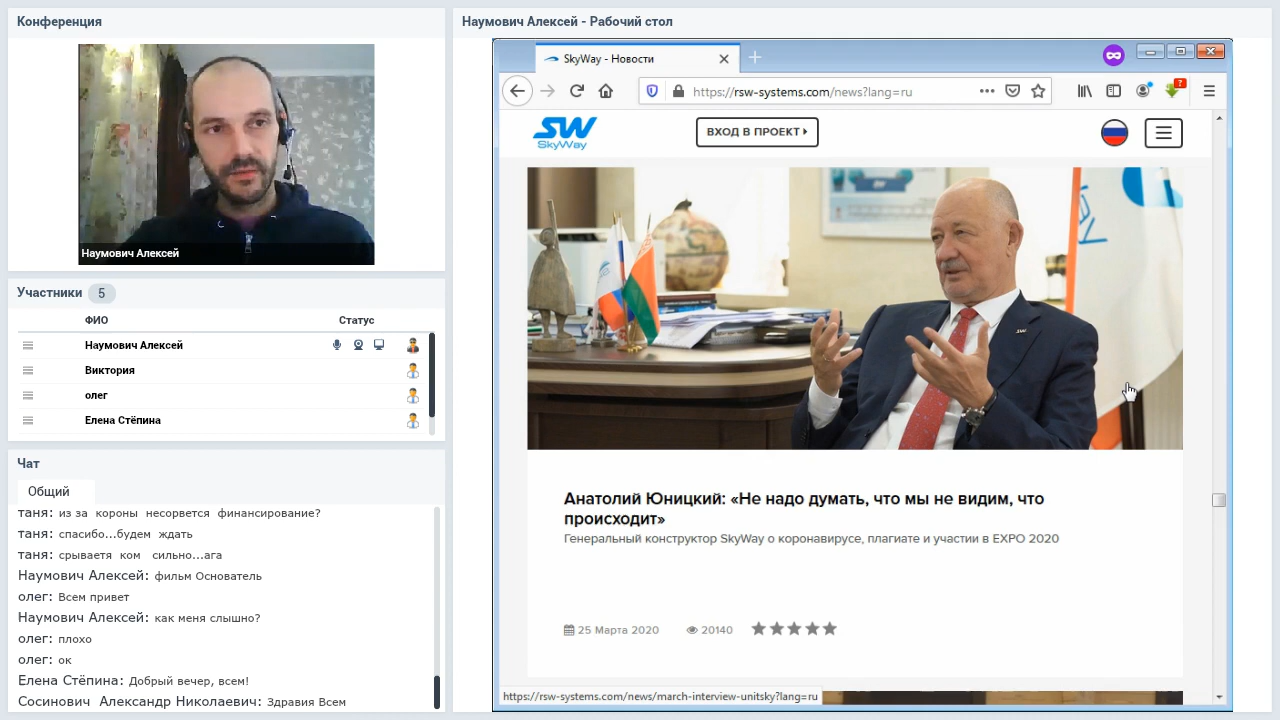 Конференция
Наумович Алексей
Участники 5
ФИО Статус
Наумович Алексей
Виктория
олег
Елена Стёпина
Чат
Общий
таня: из за короны несорвется финансирование?
таня: спасибо...будем ждать
таня: срываетя ком сильно...ага
Наумович Алексей: фильм Основатель
олег: Всем привет
Наумович Алексей: как меня слышно?
олег: плохо
олег: ок
Елена Стёпина: Добрый вечер, всем!
Сосинович Александр Николаевич: Здравия Всем
Наумович Алексей - Рабочий стол
SkyWay - Новости
https://rsw-systems.com/news?lang=ru
SW
SkyWay
ВХОД В ПРОЕКТ
Анатолий Юницкий: «Не надо думать, что мы не видим, что
происходит»
Генеральный конструктор SkyWay о коронавирусе, плагиате и участии в EXPO 2020
25 Марта 2020 20140
https://rsw-systems.com/news/march-interview-unitsky?lang=ru